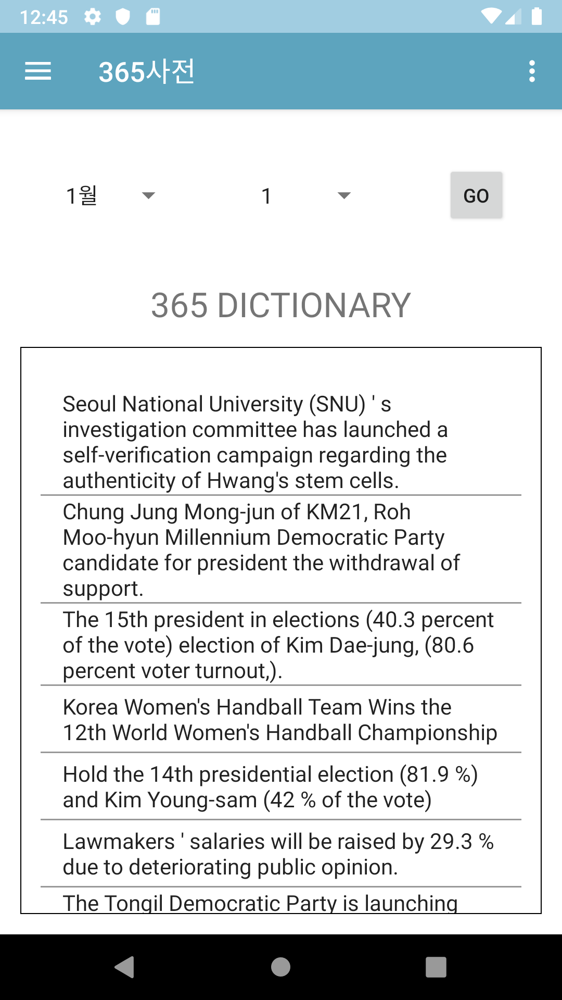 12:45
365사전
1월
1
GO
365 DICTIONARY
Seoul National University (SNU) ' s
investigation committee has launched a
self-verification campaign regarding the
authenticity of Hwang's stem cells.
Chung Jung Mong-jun of KM21, Roh
Moo-hyun Millennium Democratic Party
candidate for president the withdrawal of
support.
The 15th president in elections (40.3 percent
of the vote) election of Kim Dae-jung, (80.6
percent voter turnout,).
Korea Women's Handball Team Wins the
12th World Women's Handball Championship
Hold the 14th presidential election (81.9 %)
and Kim Young-sam (42 % of the vote)
Lawmakers ' salaries will be raised by 29.3 %
due to deteriorating public opinion.
The Tongil Democratic Party is launching